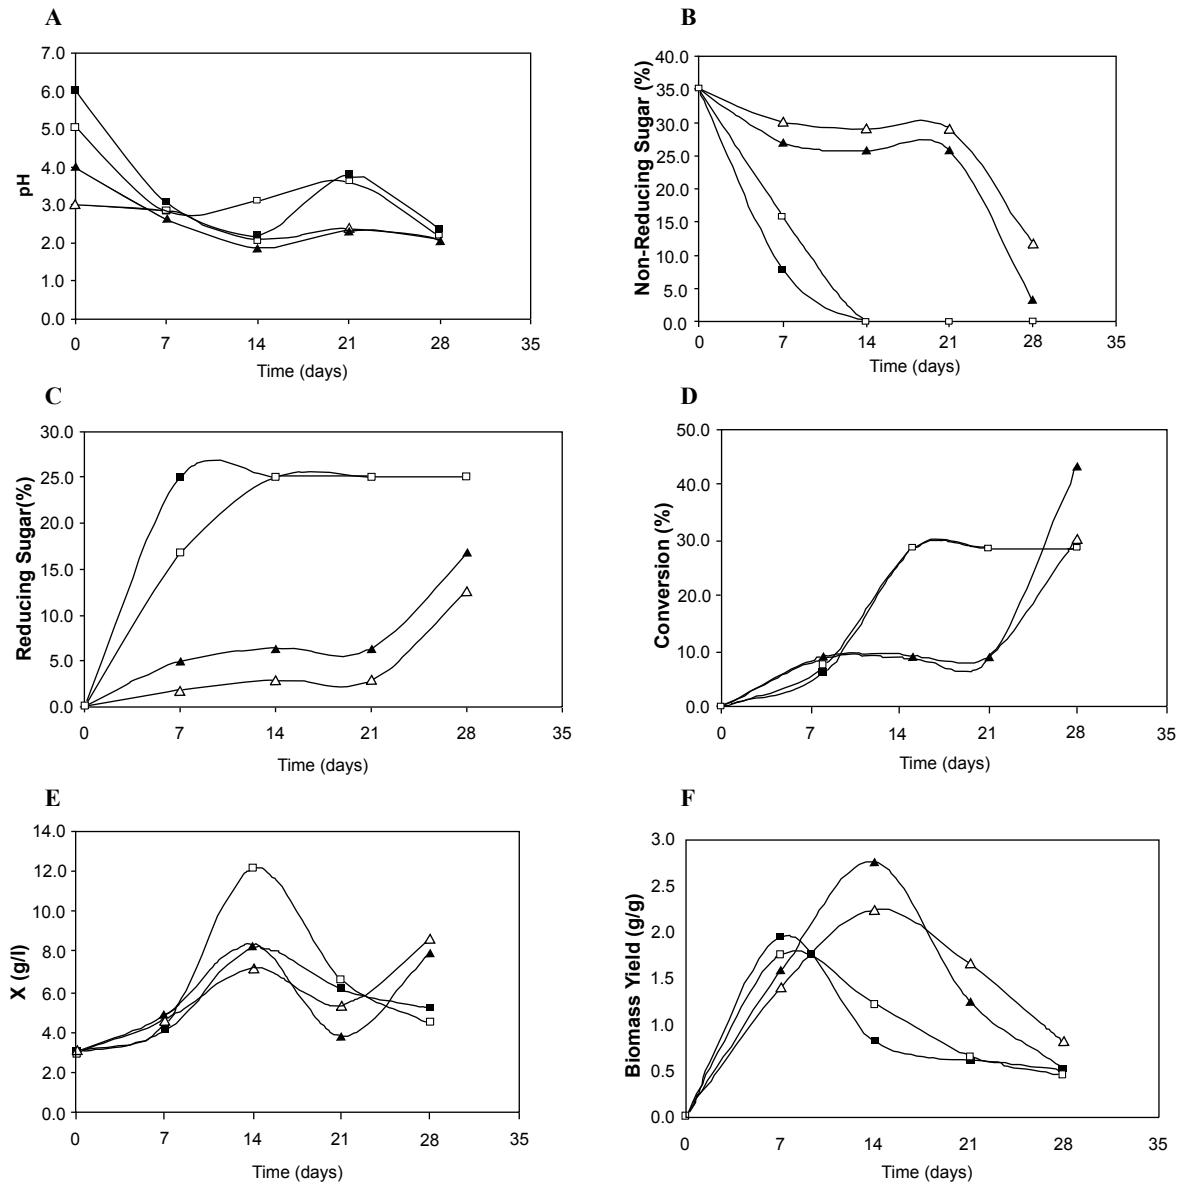 A
7.0
6.0
5.0
4.0
3.0
2.0
1.0
0.0
pH
0 7 14 21 28 35
Time (days)
B
40.0
35.0
30.0
25.0
20.0
15.0
10.0
5.0
0.0
Non-Reducing Sugar (%)
0 7 14 21 28 35
Time (days)
C
30.0
25.0
20.0
15.0
10.0
5.0
0.0
Reducing Sugar(%)
0 7 14 21 28 35
Time (days)
D
50.0
40.0
30.0
20.0
10.0
0.0
Conversion (%)
0 7 14 21 28 35
Time (days)
E
14.0
12.0
10.0
8.0
6.0
4.0
2.0
0.0
X (g/l)
0 7 14 21 28 35
Time (days)
F
3.0
2.5
2.0
1.5
1.0
0.5
0.0
Biomass Yield (g/g)
0 7 14 21 28 35
Time (days)